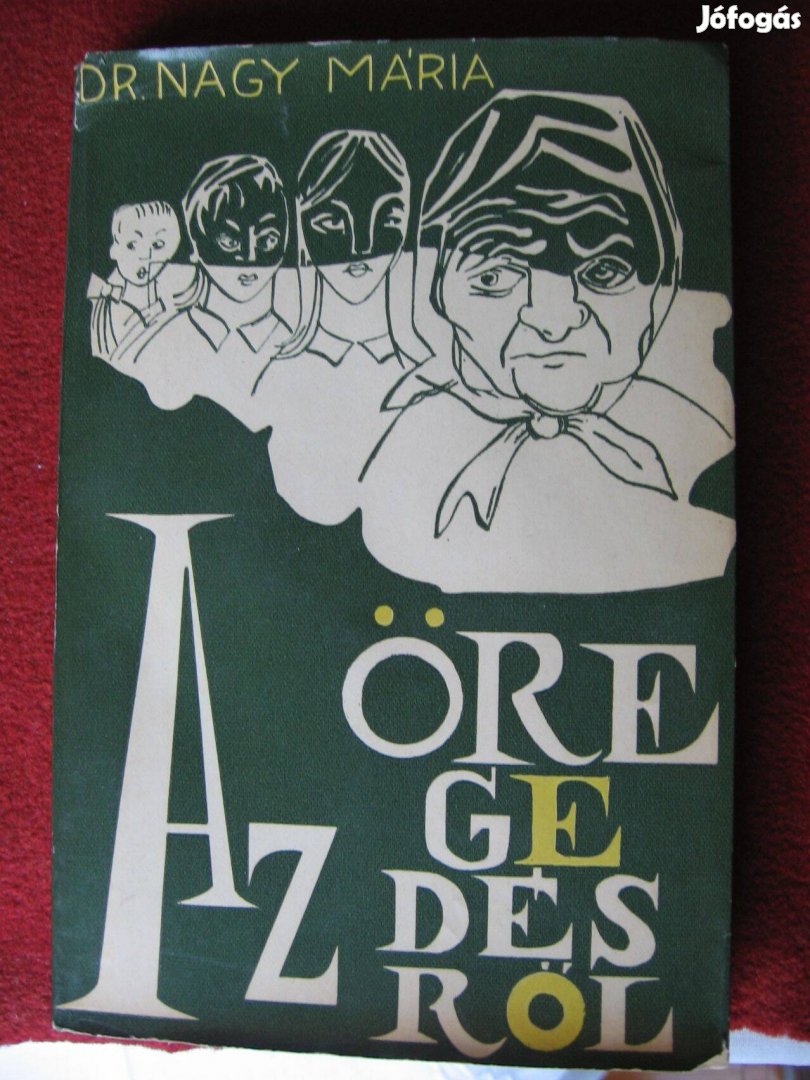 Jófogás
DR. NAGY MÁRIA
AZ
ÖRE
GE
DÉS
RŐL